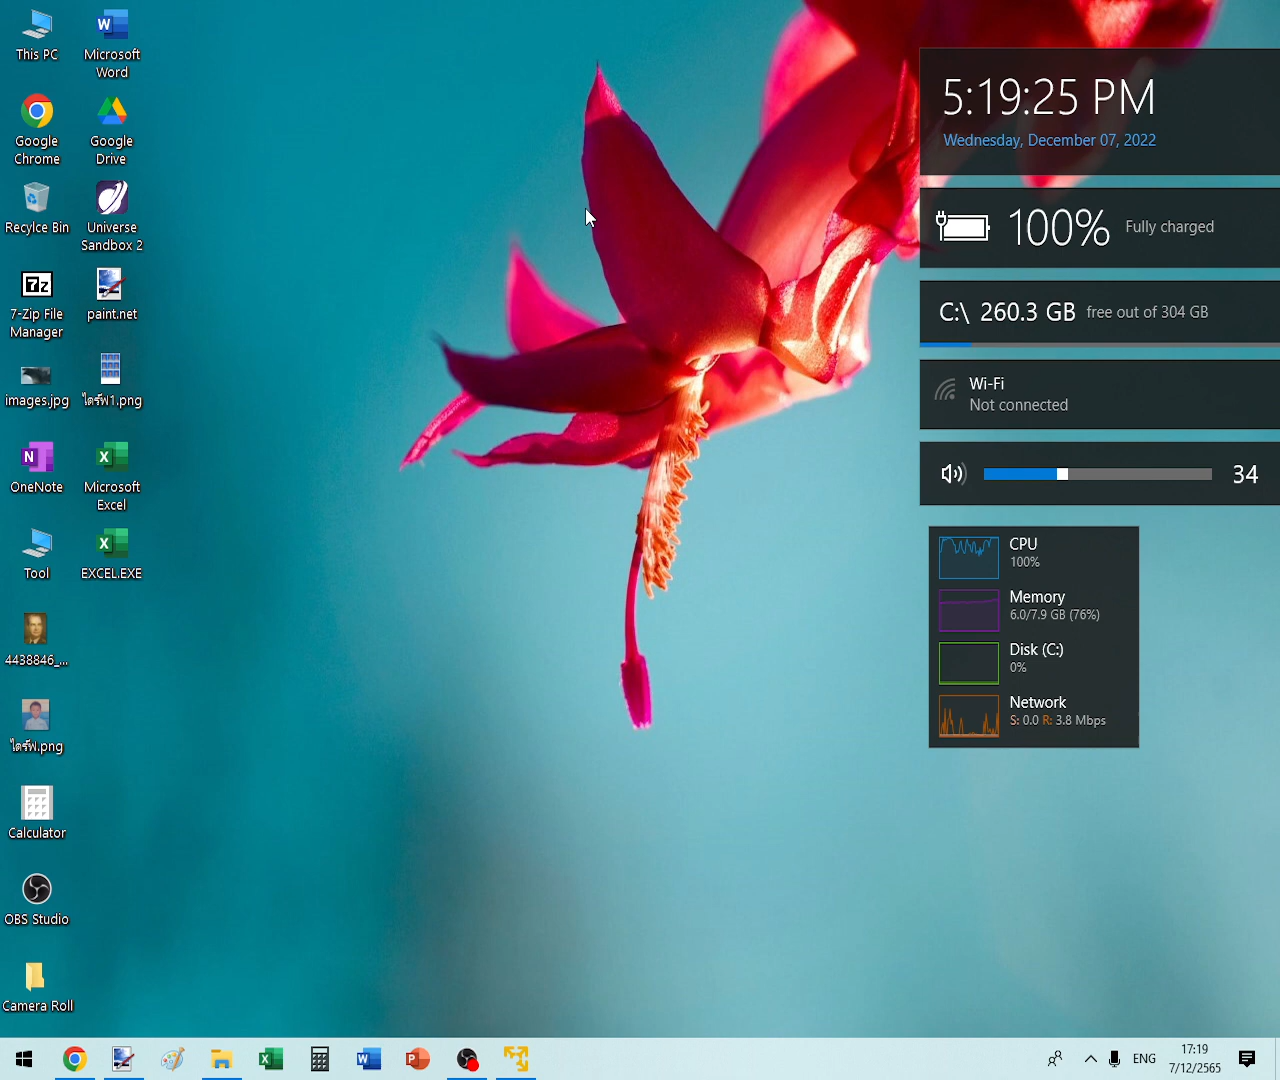 This PC
Microsoft
Word
Google
Chrome
Google
Drive
Recylce Bin
Universe
Sandbox 2
7-Zip File
Manager
paint.net
images.jpg
ไดร์ฟ1.png
OneNote
Microsoft
Excel
Tool
EXCEL.EXE
4438846_...
ไดร์ฟ.png
Calculator
OBS Studio
Camera Roll
5:19:25 PM
Wednesday, December 07, 2022
100% Fully charged
C:\ 260.3 GB free out of 304 GB
Wi-Fi
Not connected
34
CPU
100%
Memory
6.0/7.9 GB (76%)
Disk (C:)
0%
Network
S: 0.0 R: 3.8 Mbps
ENG
17:19
7/12/2565